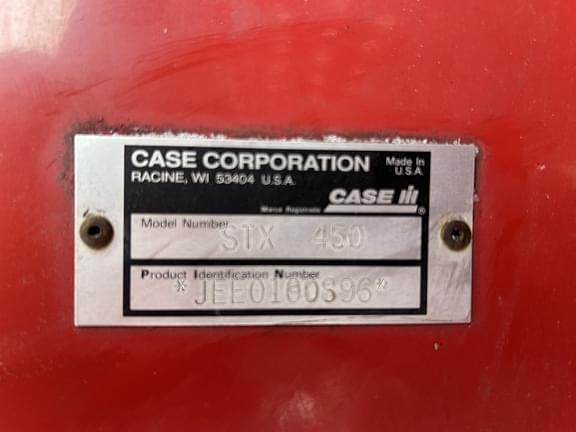 CASE CORPORATION
Made In
U.S.A.
RACINE, WI 53404 U.S.A.
CASE IH
®
Marca Registrada
Model Number
STX 450
Product Identification Number
*JEE0100896*